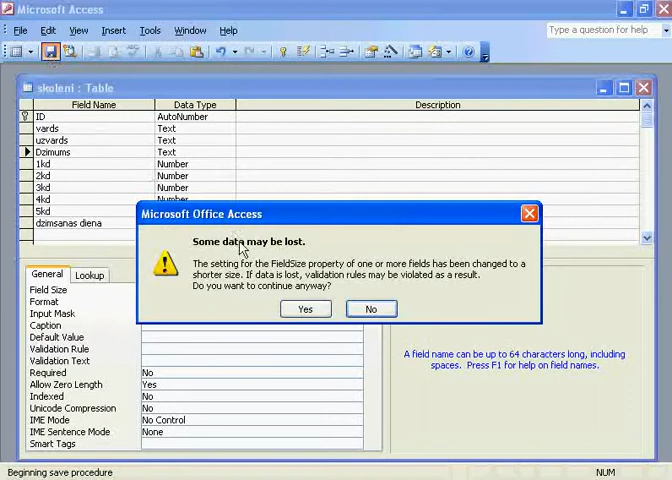 Microsoft Access
File Edit View Insert Tools Window Help
Type a question for help
skoleni : Table
Field Name Data Type Description
ID AutoNumber
vards Text
uzvards Text
Dzimums Text
1kd Number
2kd Number
3kd Number
4kd Number
5kd
dzimsanas diena
Microsoft Office Access
Some data may be lost.
The setting for the FieldSize property of one or more fields has been changed to a
shorter size. If data is lost, validation rules may be violated as a result.
Do you want to continue anyway?
Yes No
General Lookup
Field Size
Format
Input Mask
Caption
Default Value
Validation Rule
Validation Text
Required No
Allow Zero Length Yes
Indexed No
Unicode Compression No
IME Mode No Control
IME Sentence Mode None
Smart Tags
A field name can be up to 64 characters long, including
spaces. Press F1 for help on field names.
Beginning save procedure NUM